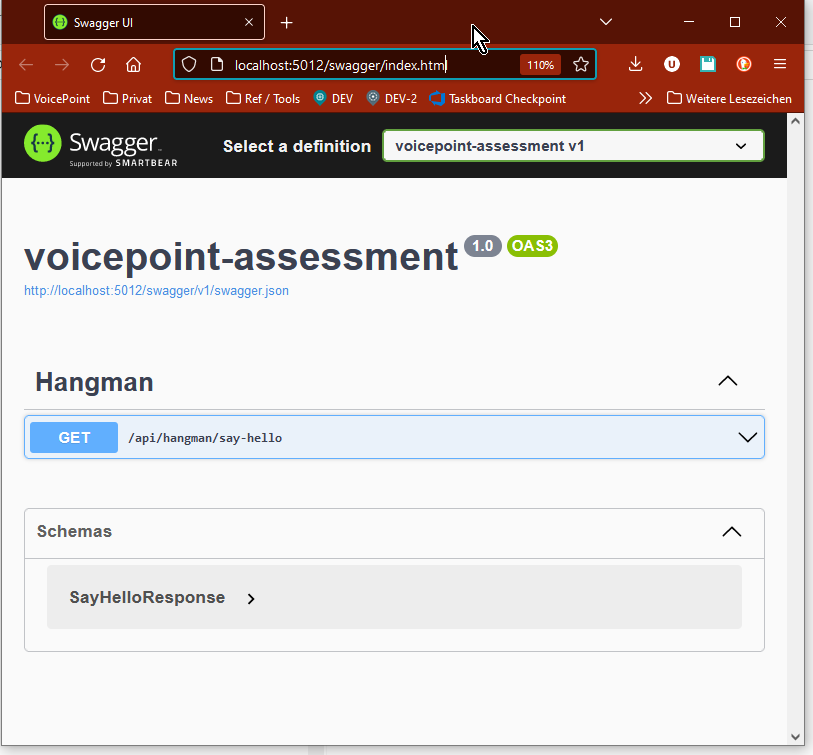 Swagger UI
localhost:5012/swagger/index.html 110%
VoicePoint Privat News Ref / Tools DEV DEV-2 Taskboard Checkpoint Weitere Lesezeichen
Swagger
Supported by SMARTBEAR
Select a definition voicepoint-assessment v1
voicepoint-assessment 1.0 OAS3
http://localhost:5012/swagger/v1/swagger.json
Hangman
GET /api/hangman/say-hello
Schemas
SayHelloResponse